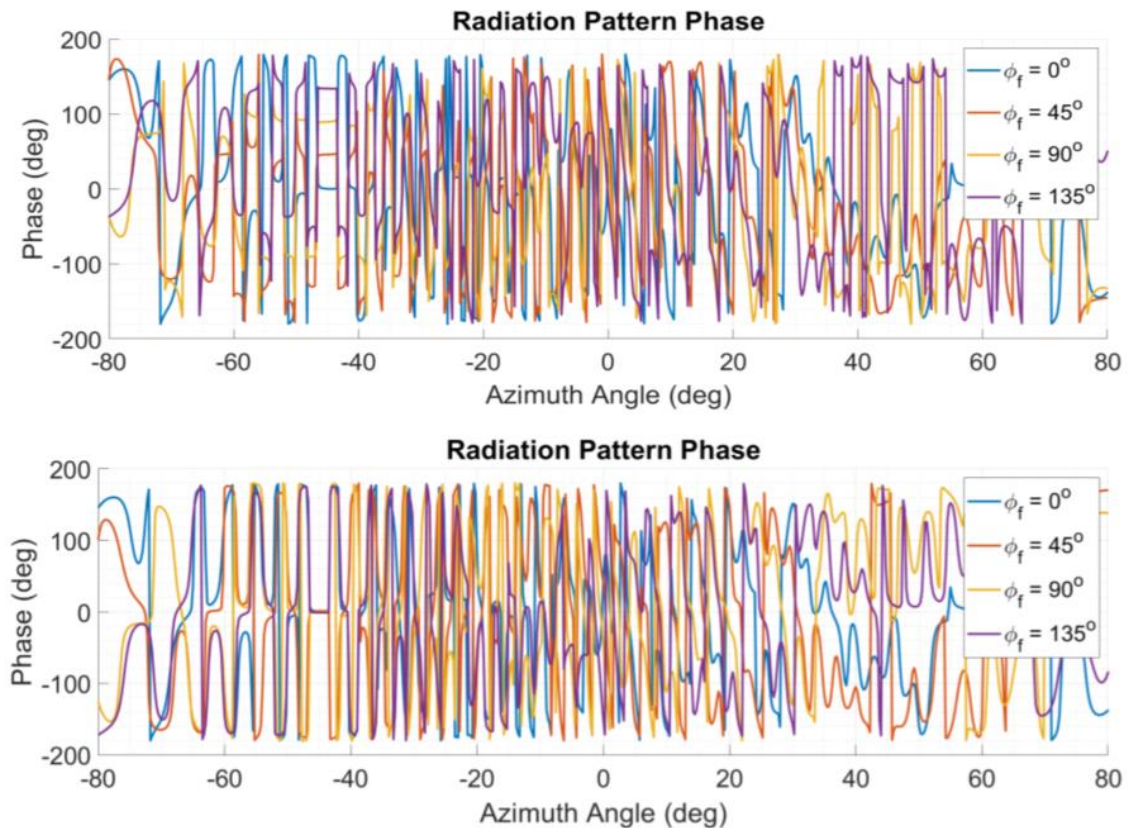 Radiation Pattern Phase
200
100
0
-100
-200
Phase (deg)
-80 -60 -40 -20 0 20 40 60 80
Azimuth Angle (deg)
ϕf = 0o
ϕf = 45o
ϕf = 90o
ϕf = 135o
Radiation Pattern Phase
200
100
0
-100
-200
Phase (deg)
-80 -60 -40 -20 0 20 40 60 80
Azimuth Angle (deg)
ϕf = 0o
ϕf = 45o
ϕf = 90o
ϕf = 135o